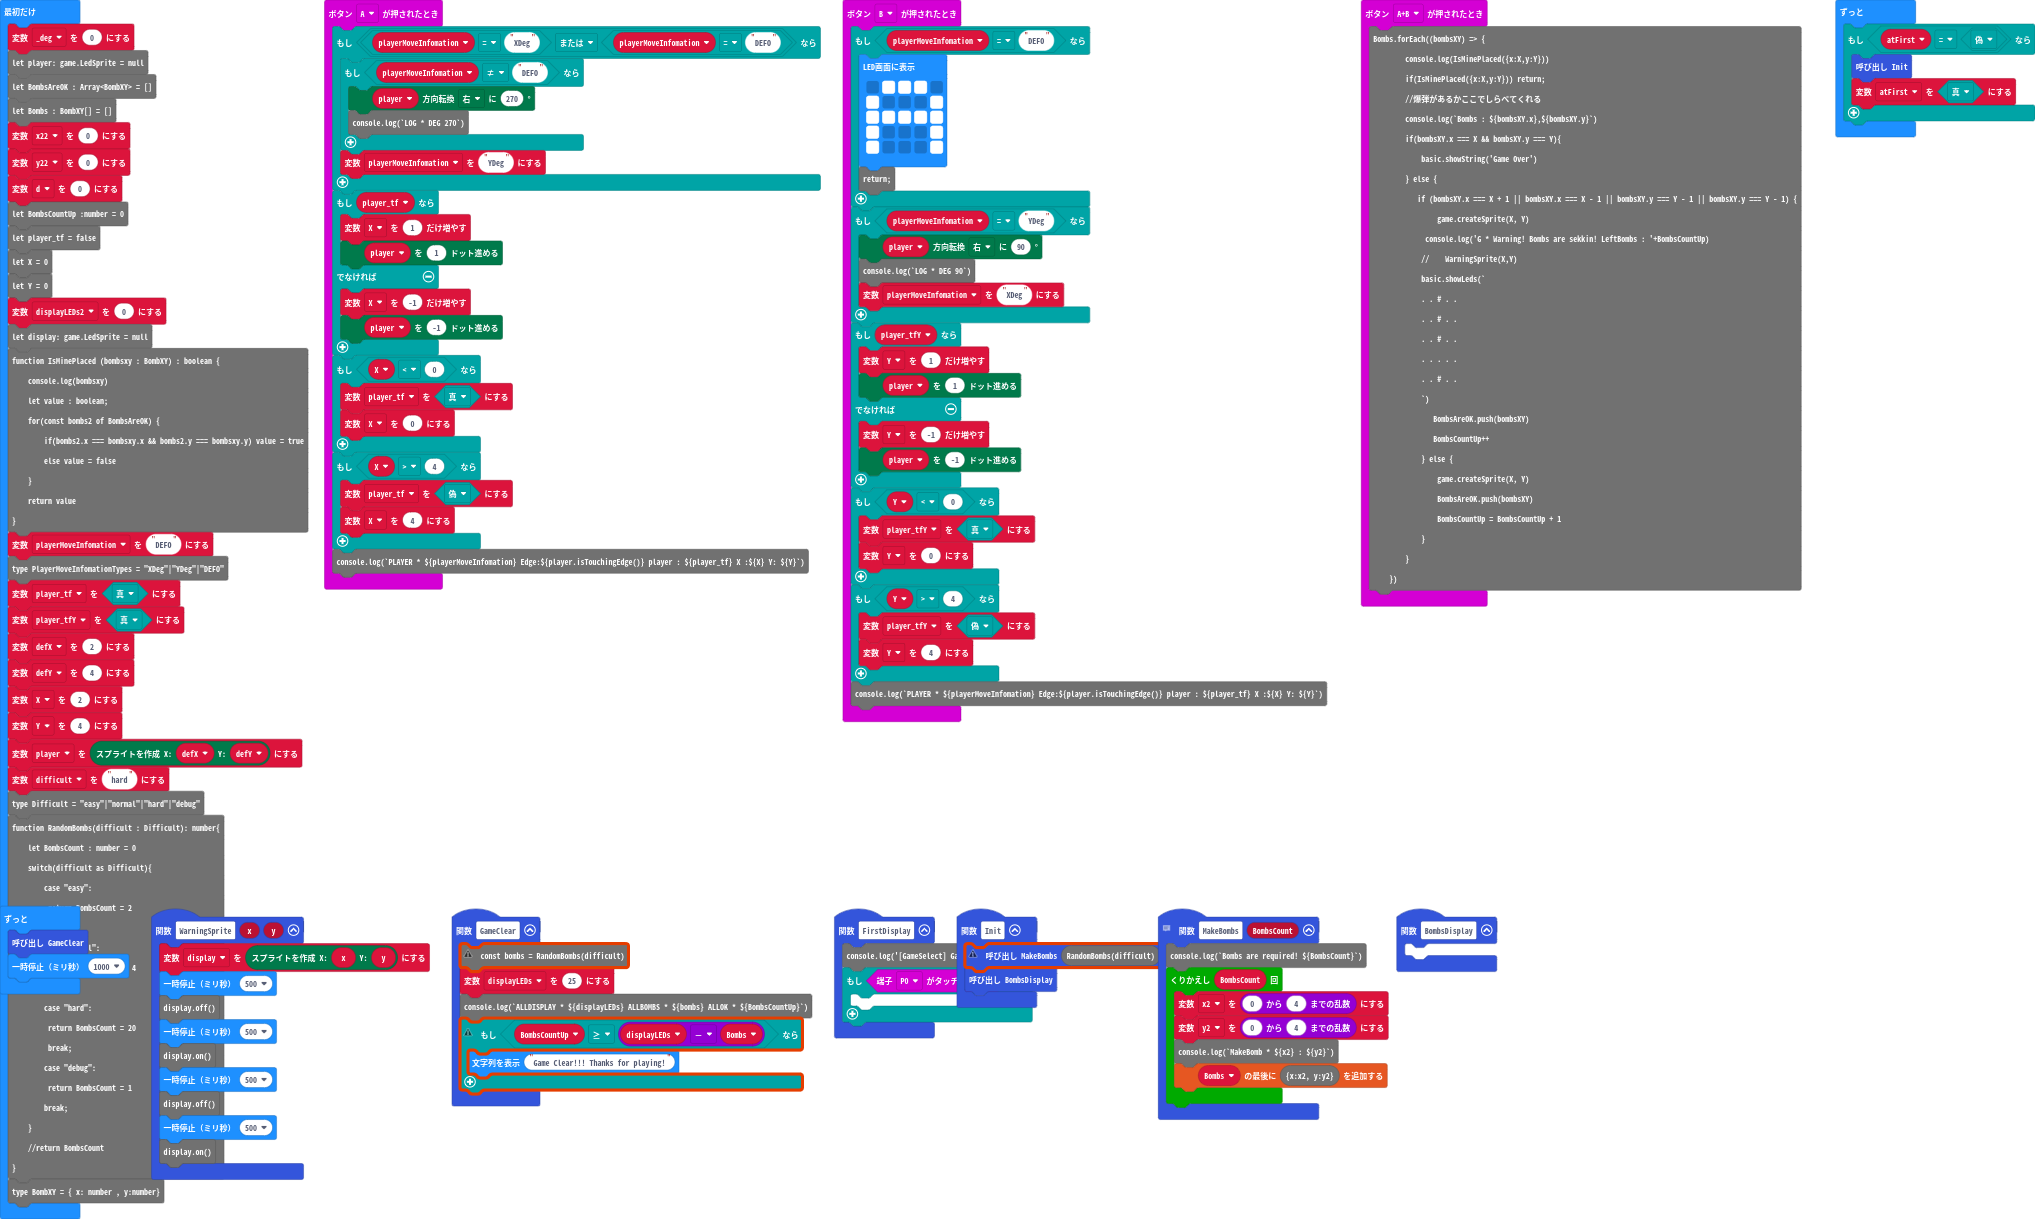 最初だけ
変数 _deg を 0 にする
let player: game.LedSprite = null
let BombsAreOK : Array<BombXY> = []
let Bombs : BombXY[] = []
変数 x22 を 0 にする
変数 y22 を 0 にする
変数 d を 0 にする
let BombsCountUp :number = 0
let player_tf = false
let X = 0
let Y = 0
変数 displayLEDs2 を 0 にする
let display: game.LedSprite = null
function IsMinePlaced (bombsxy : BombXY) : boolean {
console.log(bombsxy)
let value : boolean;
for(const bombs2 of BombsAreOK) {
if(bombs2.x === bombsxy.x && bombs2.y === bombsxy.y) value = true
else value = false
}
return value
}
変数 playerMoveInfomation を "DEFO" にする
type PlayerMoveInfomationTypes = "XDeg"|"YDeg"|"DEFO"
変数 player_tf を 真 にする
変数 player_tfY を 真 にする
変数 defX を 2 にする
変数 defY を 4 にする
変数 X を 2 にする
変数 Y を 4 にする
変数 player を スプライトを作成 X: defX Y: defY にする
変数 difficult を "hard" にする
type Difficult = "easy"|"normal"|"hard"|"debug"
function RandomBombs(difficult : Difficult): number{
let BombsCount : number = 0
switch(difficult as Difficult){
case "easy":
ombsCount = 2
l":
4
case "hard":
return BombsCount = 20
break;
case "debug":
return BombsCount = 1
break;
}
//return BombsCount
}
type BombXY = { x: number , y:number}
ボタン A が押されたとき
もし playerMoveInfomation = "XDeg" または playerMoveInfomation = "DEFO" なら
もし playerMoveInfomation ≠ "DEFO" なら
player 方向転換 右 に 270 °
console.log(`LOG * DEG 270`)
変数 playerMoveInfomation を "YDeg" にする
もし player_tf なら
変数 X を 1 だけ増やす
player を 1 ドット進める
でなければ
変数 X を -1 だけ増やす
player を -1 ドット進める
もし X < 0 なら
変数 player_tf を 真 にする
変数 X を 0 にする
もし X > 4 なら
変数 player_tf を 偽 にする
変数 X を 4 にする
console.log(`PLAYER * ${playerMoveInfomation} Edge:${player.isTouchingEdge()} player : ${player_tf} X :${X} Y: ${Y}`)
ボタン B が押されたとき
もし playerMoveInfomation = "DEFO" なら
LED画面に表示
return;
もし playerMoveInfomation = "YDeg" なら
player 方向転換 右 に 90 °
console.log(`LOG * DEG 90`)
変数 playerMoveInfomation を "XDeg" にする
もし player_tfY なら
変数 Y を 1 だけ増やす
player を 1 ドット進める
でなければ
変数 Y を -1 だけ増やす
player を -1 ドット進める
もし Y < 0 なら
変数 player_tfY を 真 にする
変数 Y を 0 にする
もし Y > 4 なら
変数 player_tfY を 偽 にする
変数 Y を 4 にする
console.log(`PLAYER * ${playerMoveInfomation} Edge:${player.isTouchingEdge()} player : ${player_tf} X :${X} Y: ${Y}`)
ボタン A+B が押されたとき
Bombs.forEach((bombsXY) => {
console.log(IsMinePlaced({x:X,y:Y}))
if(IsMinePlaced({x:X,y:Y})) return;
//爆弾があるかここでしらべてくれる
console.log(`Bombs : ${bombsXY.x},${bombsXY.y}`)
if(bombsXY.x === X && bombsXY.y === Y){
basic.showString('Game Over')
} else {
if (bombsXY.x === X + 1 || bombsXY.x === X - 1 || bombsXY.y === Y - 1 || bombsXY.y === Y - 1) {
game.createSprite(X, Y)
console.log('G * Warning! Bombs are sekkin! LeftBombs : '+BombsCountUp)
// WarningSprite(X,Y)
basic.showLeds(`
. . # . .
. . # . .
. . # . .
. . . . .
. . # . .
`)
BombsAreOK.push(bombsXY)
BombsCountUp++
} else {
game.createSprite(X, Y)
BombsAreOK.push(bombsXY)
BombsCountUp = BombsCountUp + 1
}
}
})
ずっと
もし atFirst = 偽 なら
呼び出し Init
変数 atFirst を 真 にする
ずっと
呼び出し GameClear
一時停止（ミリ秒） 1000
関数 WarningSprite x y
変数 display を スプライトを作成 X: x Y: y にする
一時停止（ミリ秒） 500
display.off()
一時停止（ミリ秒） 500
display.on()
一時停止（ミリ秒） 500
display.off()
一時停止（ミリ秒） 500
display.on()
関数 GameClear
const bombs = RandomBombs(difficult)
変数 displayLEDs を 25 にする
console.log(`ALLDISPLAY * ${displayLEDs} ALLBOMBS * ${bombs} ALLOK * ${BombsCountUp}`)
もし BombsCountUp ≥ displayLEDs − Bombs なら
文字列を表示 "Game Clear!!! Thanks for playing!"
関数 FirstDisplay
console.log('[GameSelect] Ga
もし 端子 P0 がタッチ
関数 Init
呼び出し MakeBombs RandomBombs(difficult)
呼び出し BombsDisplay
関数 MakeBombs BombsCount
console.log(`Bombs are required! ${BombsCount}`)
くりかえし BombsCount 回
変数 x2 を 0 から 4 までの乱数 にする
変数 y2 を 0 から 4 までの乱数 にする
console.log(`MakeBomb * ${x2} : ${y2}`)
Bombs の最後に {x:x2, y:y2} を追加する
関数 BombsDisplay